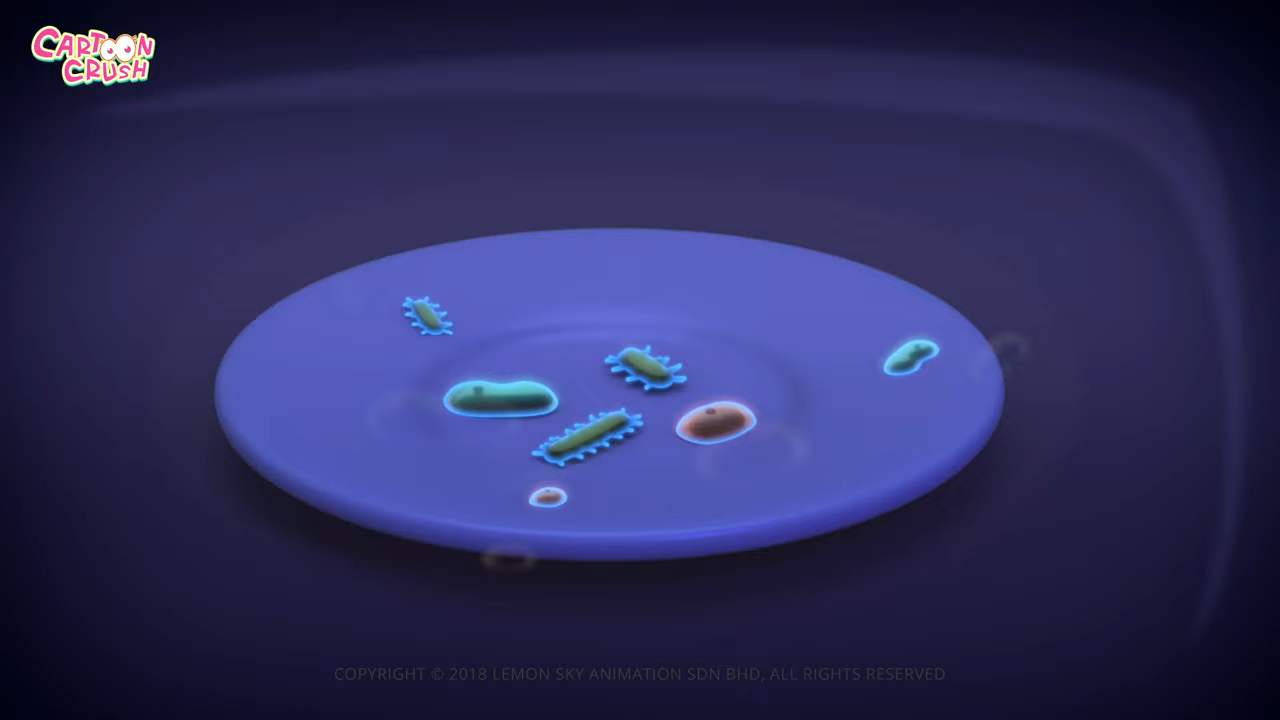 CARTOON
CRUSH
COPYRIGHT © 2018 LEMON SKY ANIMATION SDN BHD, ALL RIGHTS RESERVED